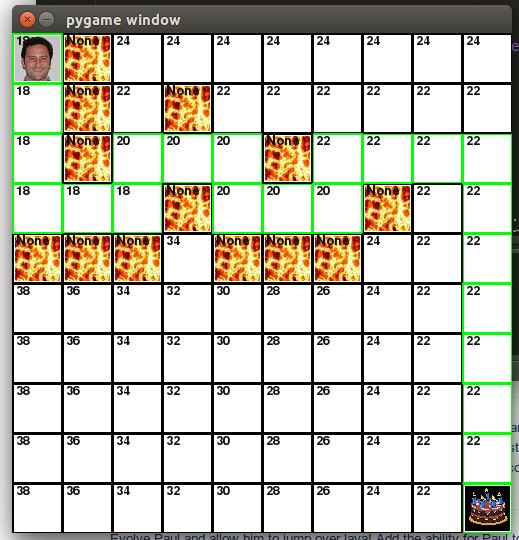 pygame window
18 None 24 24 24 24 24 24 24 24
18 None 22 None 22 22 22 22 22 22
18 None 20 20 20 None 22 22 22 22
18 18 18 None 20 20 20 None 22 22
None None None 34 None None None 24 22 22
38 36 34 32 30 28 26 24 22 22
38 36 34 32 30 28 26 24 22 22
38 36 34 32 30 28 26 24 22 22
38 36 34 32 30 28 26 24 22 22
38 36 34 32 30 28 26 24 22
Evolve Paul and allow him to jump over lava! Add the ability for Paul to